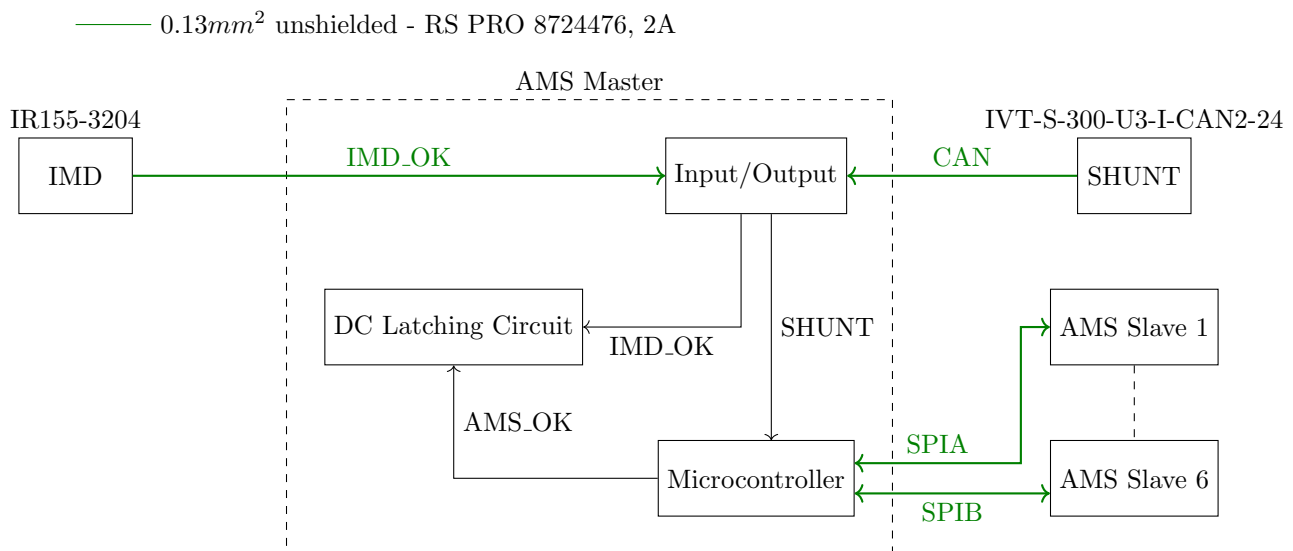 0.13mm² unshielded - RS PRO 8724476, 2A
AMS Master
IR155-3204
IVT-S-300-U3-I-CAN2-24
IMD
IMD_OK
Input/Output
CAN
SHUNT
DC Latching Circuit
IMD_OK
SHUNT
AMS Slave 1
AMS_OK
SPIA
Microcontroller
AMS Slave 6
SPIB